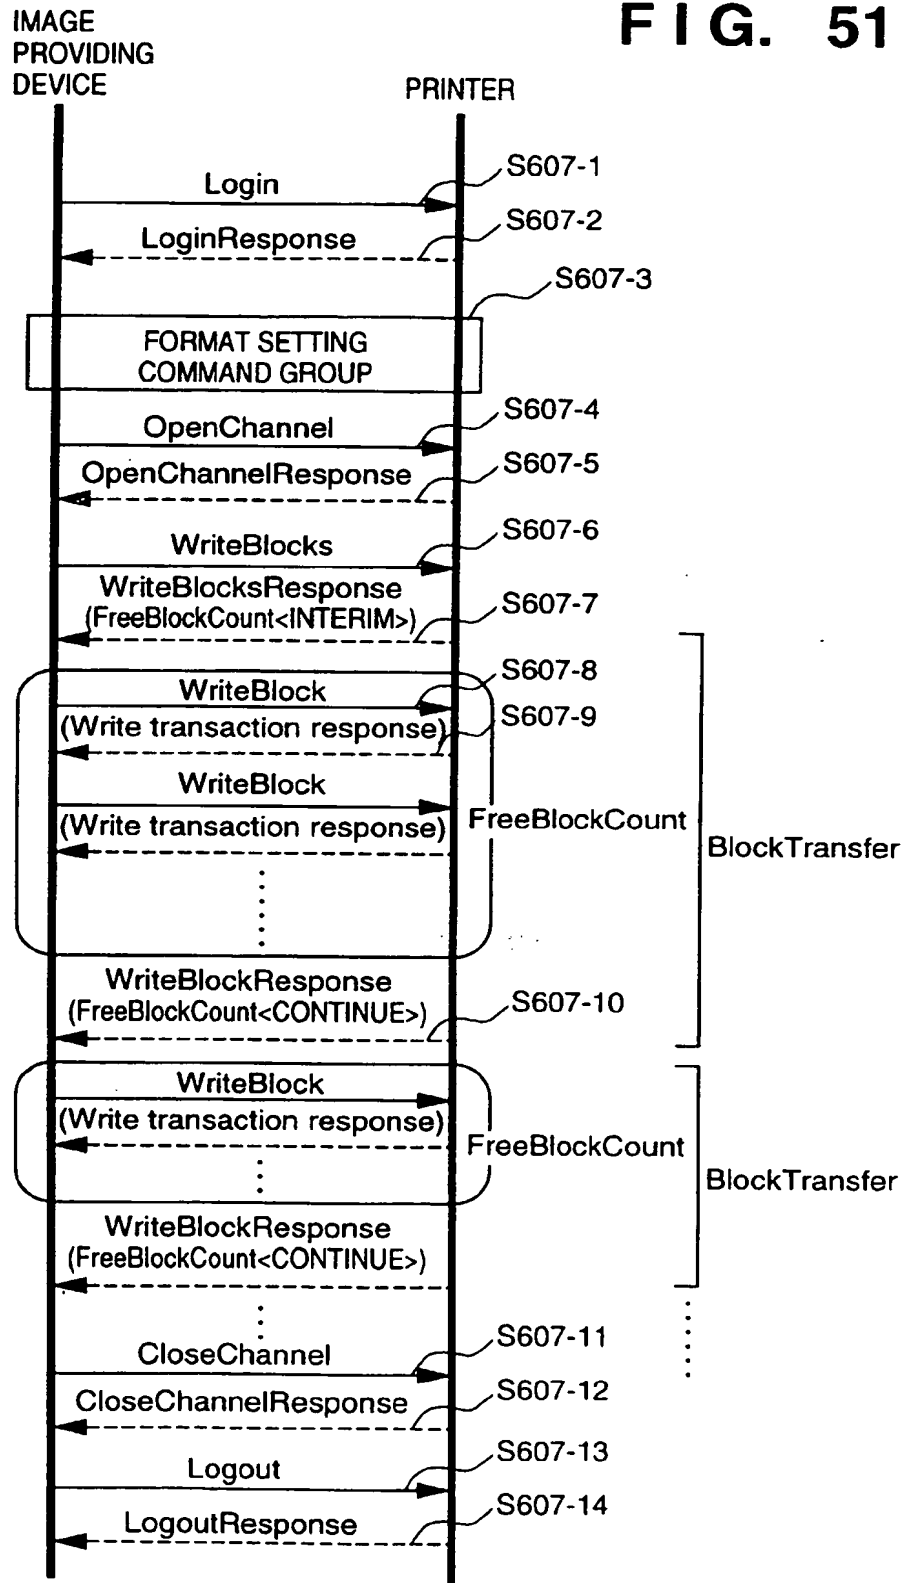 FIG. 51
IMAGE
PROVIDING
DEVICE
PRINTER
S607-1
Login
S607-2
LoginResponse
S607-3
FORMAT SETTING
COMMAND GROUP
S607-4
OpenChannel
S607-5
OpenChannelResponse
S607-6
WriteBlocks
WriteBlocksResponse
(FreeBlockCount<INTERIM>)
S607-7
S607-8
WriteBlock
S607-9
(Write transaction response)
WriteBlock
(Write transaction response)
FreeBlockCount
BlockTransfer
WriteBlockResponse
(FreeBlockCount<CONTINUE>)
S607-10
WriteBlock
(Write transaction response)
FreeBlockCount
BlockTransfer
WriteBlockResponse
(FreeBlockCount<CONTINUE>)
S607-11
CloseChannel
S607-12
CloseChannelResponse
S607-13
Logout
S607-14
LogoutResponse